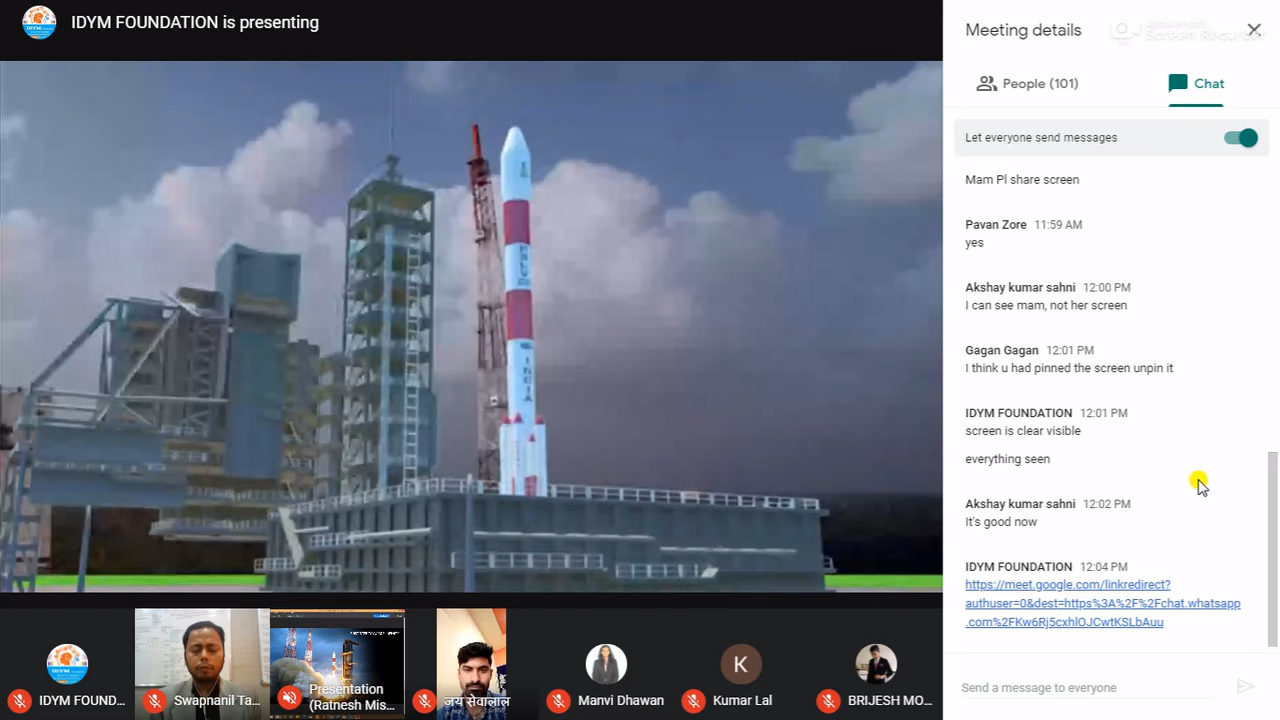 IDYM FOUNDATION is presenting
Meeting details
People (101)
Chat
Let everyone send messages
Mam Pl share screen
Pavan Zore 11:59 AM
yes
Akshay kumar sahni 12:00 PM
I can see mam, not her screen
Gagan Gagan 12:01 PM
I think u had pinned the screen unpin it
IDYM FOUNDATION 12:01 PM
screen is clear visible
everything seen
Akshay kumar sahni 12:02 PM
It's good now
IDYM FOUNDATION 12:04 PM
https://meet.google.com/linkredirect?
authuser=0&dest=https%3A%2F%2Fchat.whatsapp
.com%2FKw6Rj5cxhlOJCwtKSLbAuu
Send a message to everyone
INDIA
IDYM FOUND...
Swapnanil Ta...
Presentation
(Ratnesh Mis...
जय सेवालाल
Manvi Dhawan
K
Kumar Lal
BRIJESH MO...
Screen Recorder